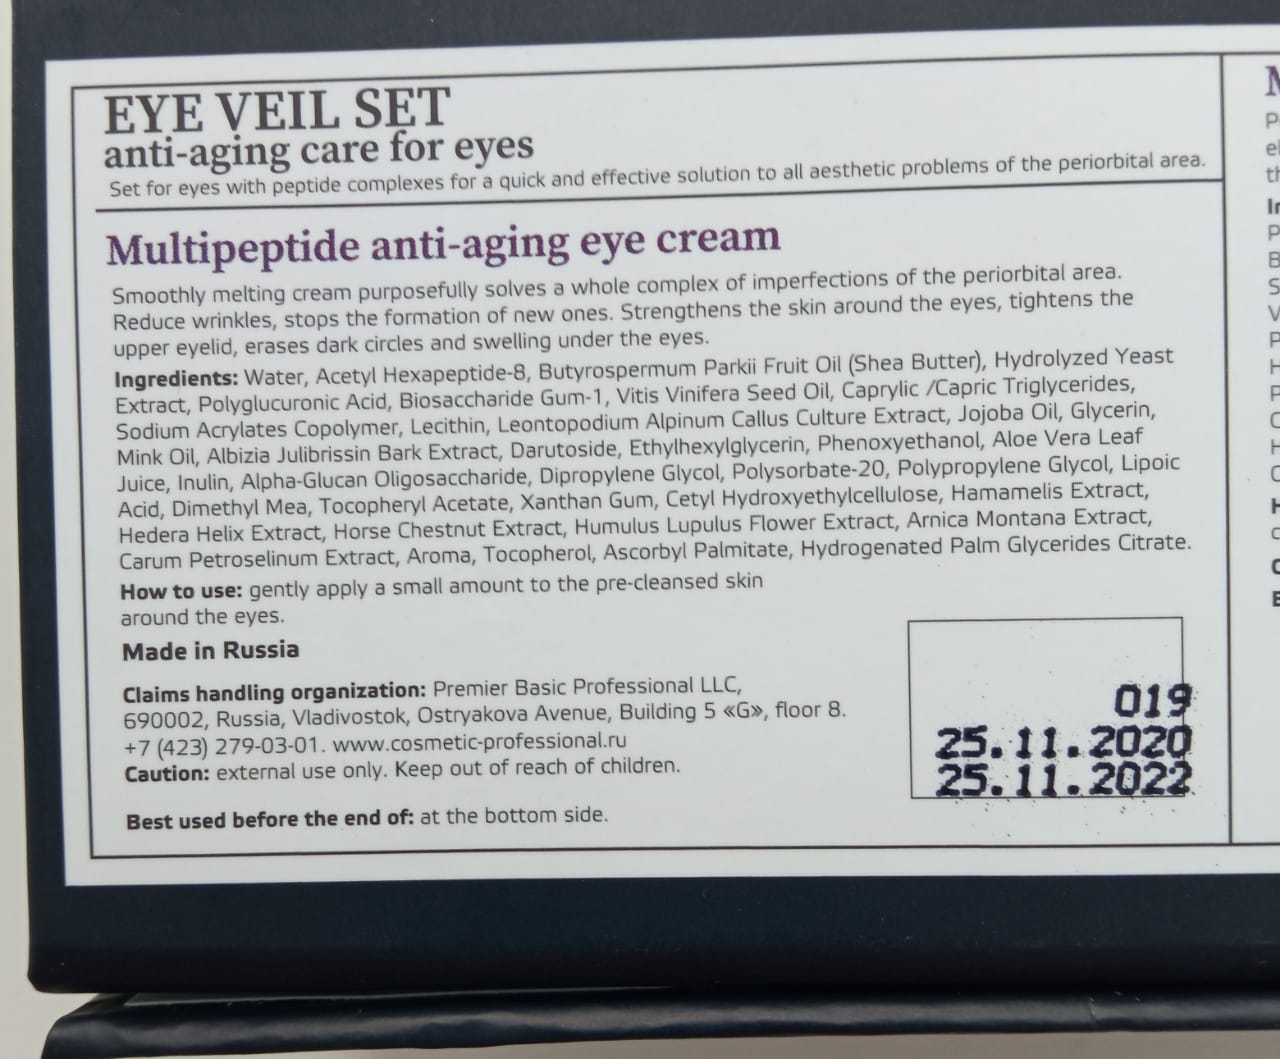 EYE VEIL SET
anti-aging care for eyes
Set for eyes with peptide complexes for a quick and effective solution to all aesthetic problems of the periorbital area.
Multipeptide anti-aging eye cream
Smoothly melting cream purposefully solves a whole complex of imperfections of the periorbital area.
Reduce wrinkles, stops the formation of new ones. Strengthens the skin around the eyes, tightens the
upper eyelid, erases dark circles and swelling under the eyes.
Ingredients: Water, Acetyl Hexapeptide-8, Butyrospermum Parkii Fruit Oil (Shea Butter), Hydrolyzed Yeast
Extract, Polyglucuronic Acid, Biosaccharide Gum-1, Vitis Vinifera Seed Oil, Caprylic /Capric Triglycerides,
Sodium Acrylates Copolymer, Lecithin, Leontopodium Alpinum Callus Culture Extract, Jojoba Oil, Glycerin,
Mink Oil, Albizia Julibrissin Bark Extract, Darutoside, Ethylhexylglycerin, Phenoxyethanol, Aloe Vera Leaf
Juice, Inulin, Alpha-Glucan Oligosaccharide, Dipropylene Glycol, Polysorbate-20, Polypropylene Glycol, Lipoic
Acid, Dimethyl Mea, Tocopheryl Acetate, Xanthan Gum, Cetyl Hydroxyethylcellulose, Hamamelis Extract,
Hedera Helix Extract, Horse Chestnut Extract, Humulus Lupulus Flower Extract, Arnica Montana Extract,
Carum Petroselinum Extract, Aroma, Tocopherol, Ascorbyl Palmitate, Hydrogenated Palm Glycerides Citrate.
How to use: gently apply a small amount to the pre-cleansed skin
around the eyes.
Made in Russia
Claims handling organization: Premier Basic Professional LLC,
690002, Russia, Vladivostok, Ostryakova Avenue, Building 5 «G», floor 8.
+7 (423) 279-03-01. www.cosmetic-professional.ru
Caution: external use only. Keep out of reach of children.
Best used before the end of: at the bottom side.
019
25.11.2020
25.11.2022